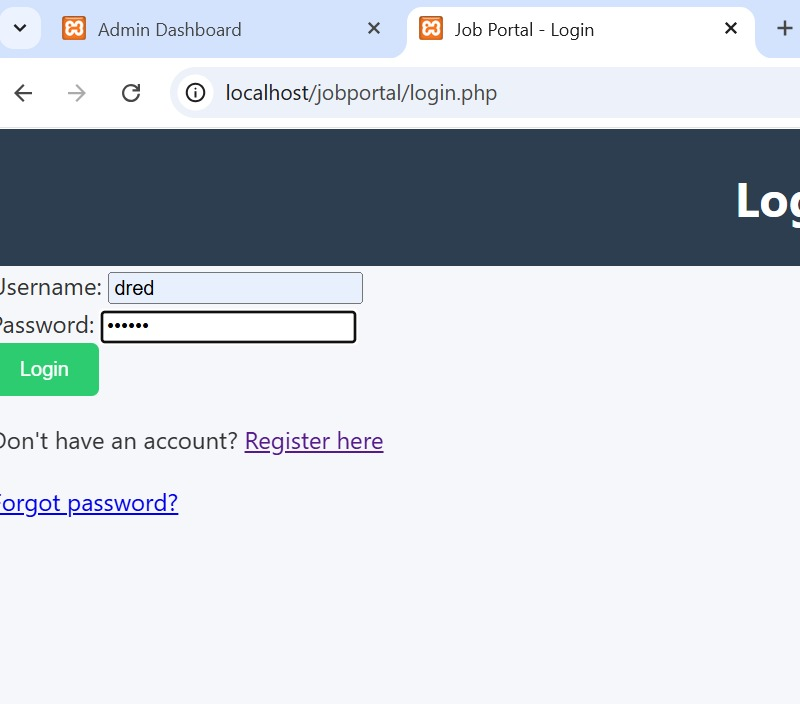 Admin Dashboard
Job Portal - Login
localhost/jobportal/login.php
Log
Username: dred
Password: ••••••
Login
Don't have an account? Register here
Forgot password?